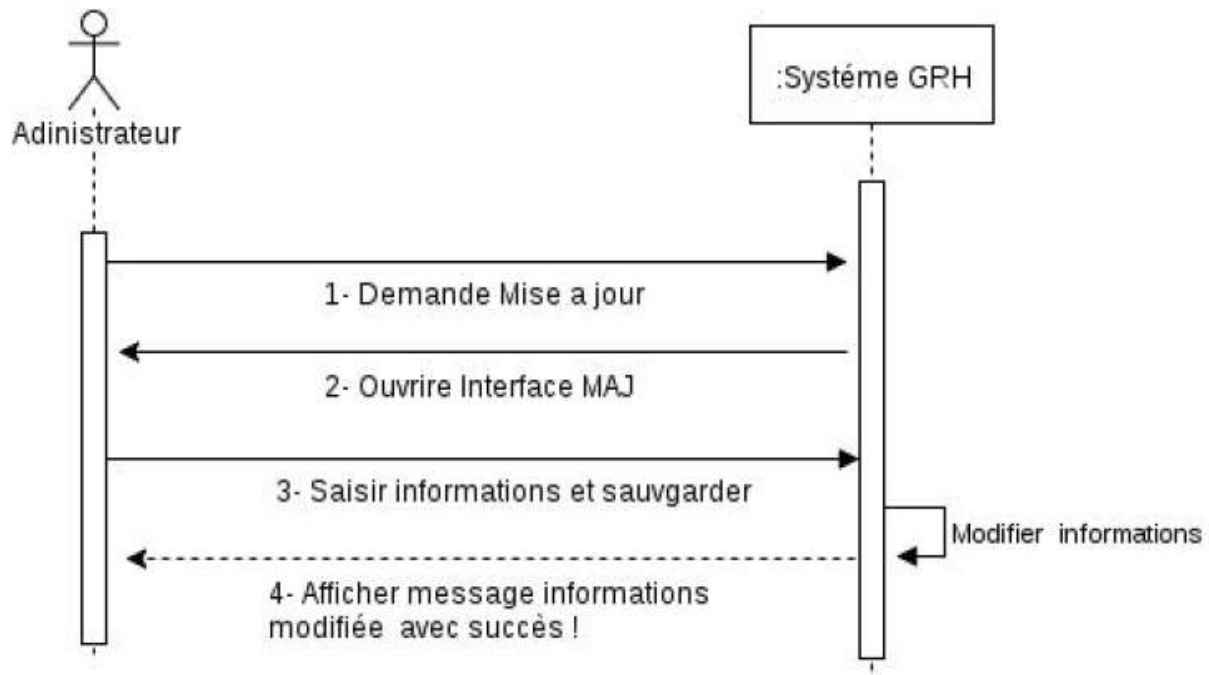 :Systéme GRH
Adinistrateur
1- Demande Mise a jour
2- Ouvrire Interface MAJ
3- Saisir informations et sauvgarder
Modifier informations
4- Afficher message informations
modifiée avec succès !